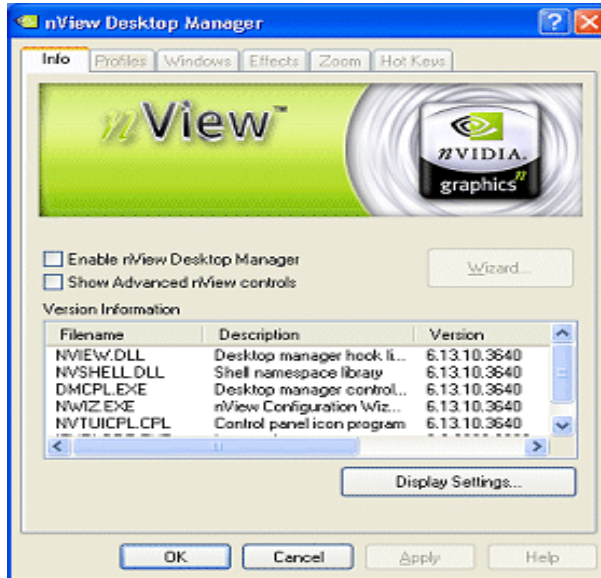 nView Desktop Manager
Info Profiles Windows Effects Zoom Hot Keys
nView™
nVIDIA.
graphics n
Enable nView Desktop Manager
Wizard...
Show Advanced nView controls
Version Information
Filename Description Version
NVIEW.DLL Desktop manager hook li... 6.13.10.3640
NVSHELL.DLL Shell namespace library 6.13.10.3640
DMCPL.EXE Desktop manager control... 6.13.10.3640
NWIZ.EXE nView Configuration Wiz... 6.13.10.3640
NVTUICPL.CPL Control panel icon program 6.13.10.3640
Display Settings...
OK Cancel Apply Help